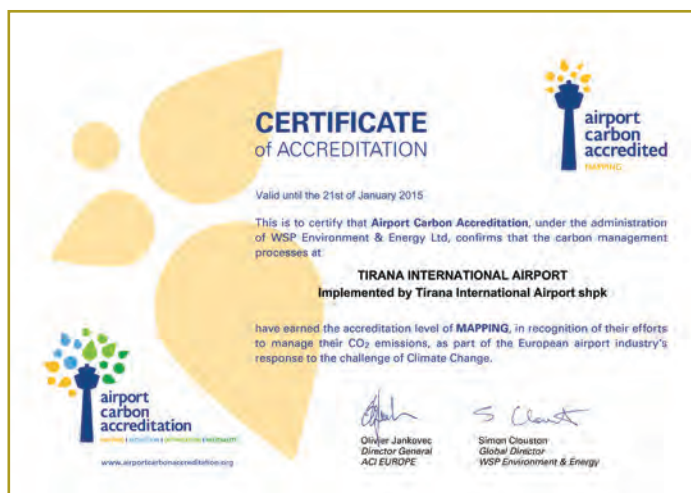 CERTIFICATE
of ACCREDITATION
airport
carbon
accredited
MAPPING
Valid until the 21st of January 2015
This is to certify that Airport Carbon Accreditation, under the administration
of WSP Environment & Energy Ltd, confirms that the carbon management
processes at
TIRANA INTERNATIONAL AIRPORT
Implemented by Tirana International Airport shpk
have earned the accreditation level of MAPPING, in recognition of their efforts
to manage their CO₂ emissions, as part of the European airport industry's
response to the challenge of Climate Change.
airport
carbon
accreditation
MAPPING | REDUCTION | OPTIMISATION | NEUTRALITY
www.airportcarbonaccreditation.org
Olivier Jankovec
Director General
ACI EUROPE
S Clouston
Simon Clouston
Global Director
WSP Environment & Energy